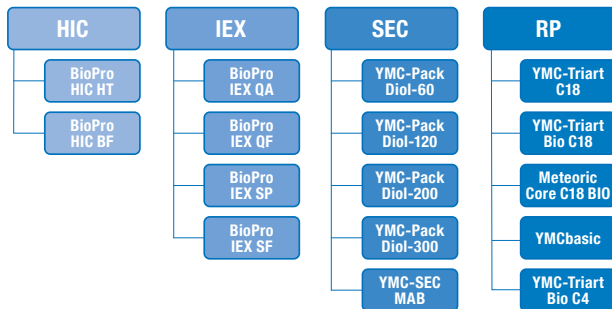 HIC
BioPro
HIC HT
BioPro
HIC BF
IEX
BioPro
IEX QA
BioPro
IEX QF
BioPro
IEX SP
BioPro
IEX SF
SEC
YMC-Pack
Diol-60
YMC-Pack
Diol-120
YMC-Pack
Diol-200
YMC-Pack
Diol-300
YMC-SEC
MAB
RP
YMC-Triart
C18
YMC-Triart
Bio C18
Meteoric
Core C18 BIO
YMCbasic
YMC-Triart
Bio C4